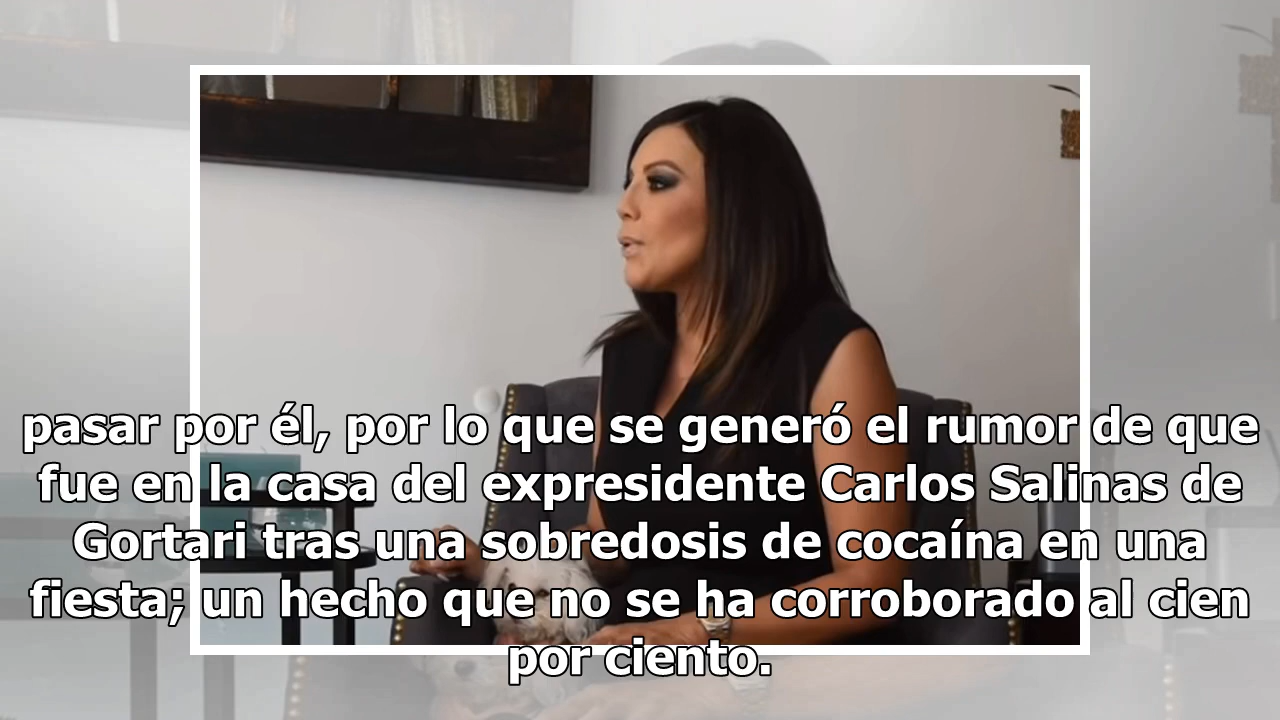 pasar por él, por lo que se generó el rumor de que
fue en la casa del expresidente Carlos Salinas de
Gortari tras una sobredosis de cocaína en una
fiesta; un hecho que no se ha corroborado al cien
por ciento.